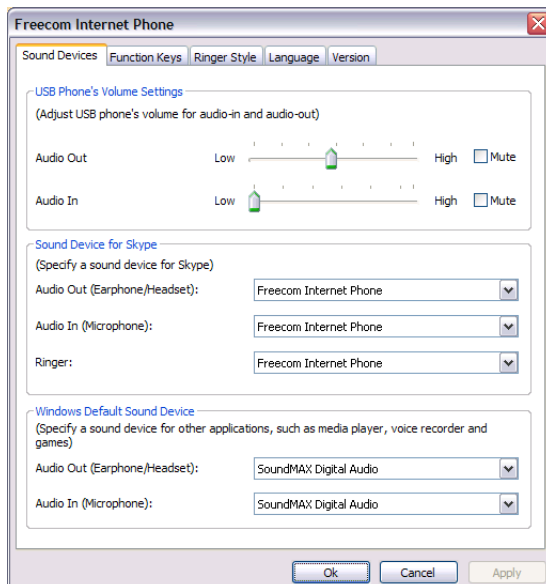 Freecom Internet Phone
Sound Devices Function Keys Ringer Style Language Version
USB Phone's Volume Settings
(Adjust USB phone's volume for audio-in and audio-out)
Audio Out Low High Mute
Audio In Low High Mute
Sound Device for Skype
(Specify a sound device for Skype)
Audio Out (Earphone/Headset): Freecom Internet Phone
Audio In (Microphone): Freecom Internet Phone
Ringer: Freecom Internet Phone
Windows Default Sound Device
(Specify a sound device for other applications, such as media player, voice recorder and
games)
Audio Out (Earphone/Headset): SoundMAX Digital Audio
Audio In (Microphone): SoundMAX Digital Audio
Ok Cancel Apply